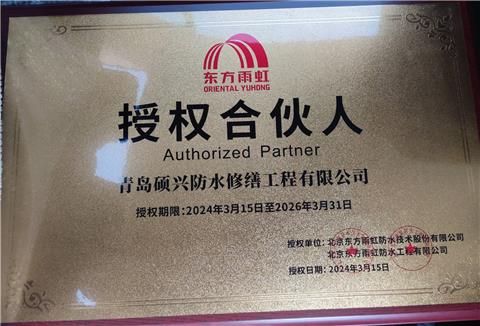 东方雨虹
ORIENTAL YUHONG
授权合伙人
Authorized Partner
青岛硕兴防水修缮工程有限公司
授权期限:2024年3月15日至2026年3月31日
授权单位:北京东方雨虹防水技术股份有限公司
北京东方雨虹防水工程有限公司
授权日期:2024年3月15日